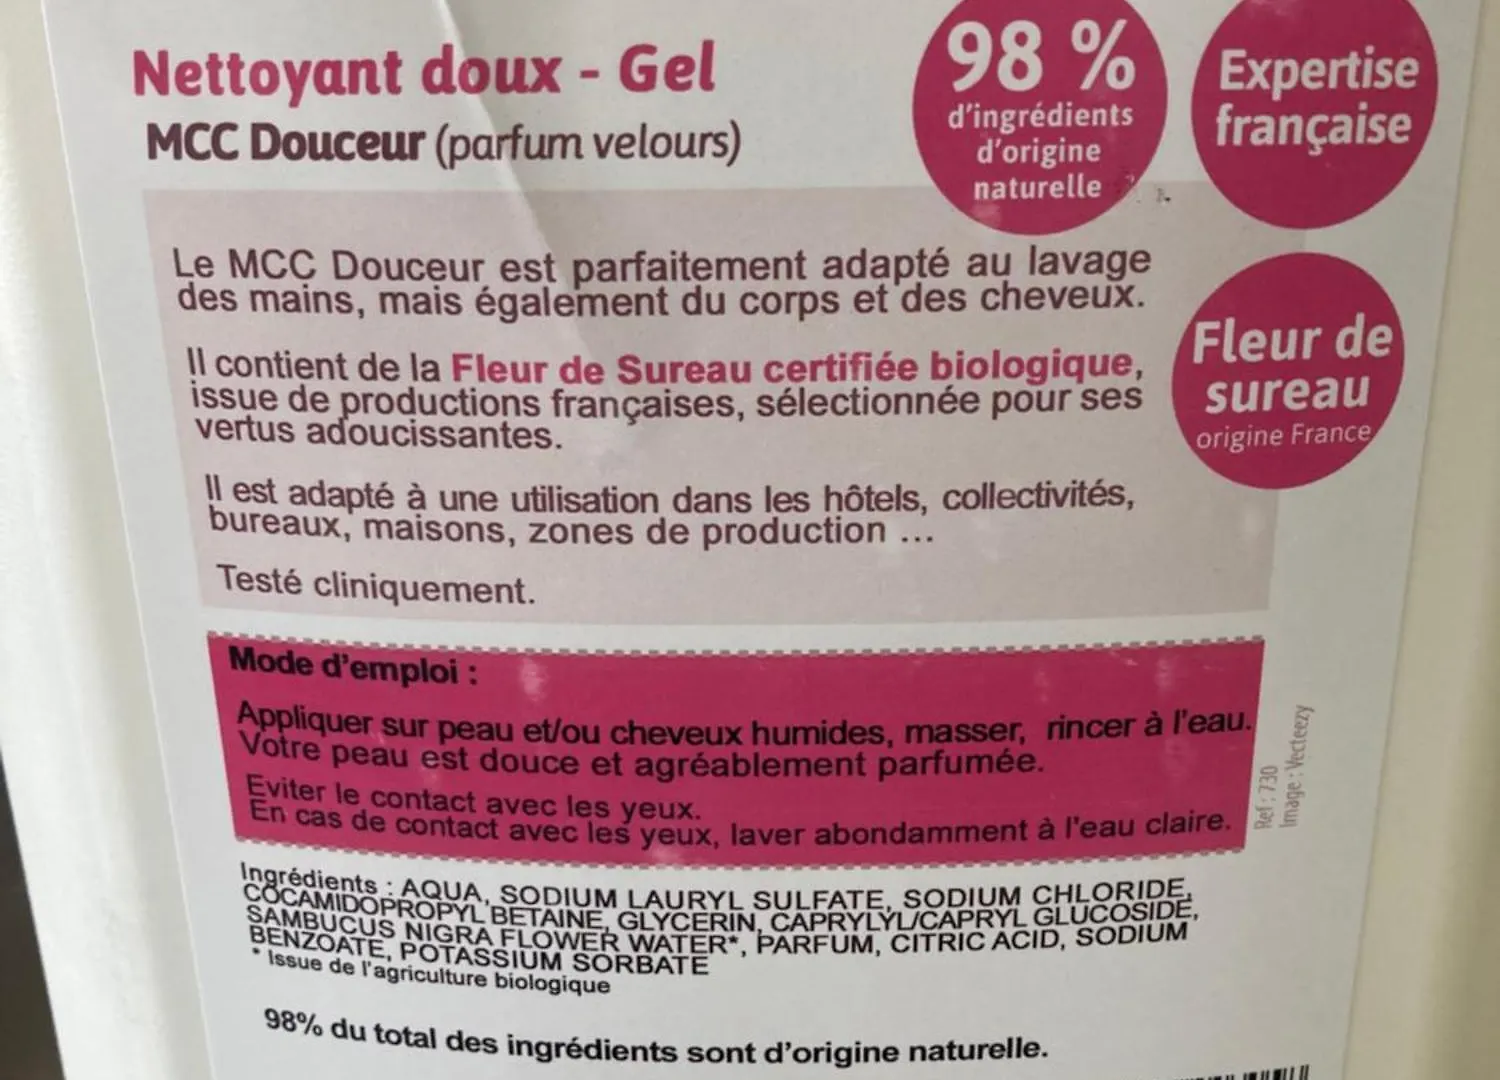 Nettoyant doux - Gel
MCC Douceur (parfum velours)
98 %
d'ingrédients
d'origine
naturelle
Expertise
française
Le MCC Douceur est parfaitement adapté au lavage
des mains, mais également du corps et des cheveux.
Il contient de la Fleur de Sureau certifiée biologique,
issue de productions françaises, sélectionnée pour ses
vertus adoucissantes.
Fleur de
sureau
origine France
Il est adapté à une utilisation dans les hôtels, collectivités,
bureaux, maisons, zones de production ...
Testé cliniquement.
Mode d'emploi :
Appliquer sur peau et/ou cheveux humides, masser, rincer à l'eau.
Votre peau est douce et agréablement parfumée.
Eviter le contact avec les yeux.
En cas de contact avec les yeux, laver abondamment à l'eau claire.
Ref : 730
Image : Vecteezy
Ingrédients : AQUA, SODIUM LAURYL SULFATE, SODIUM CHLORIDE,
COCAMIDOPROPYL BETAINE, GLYCERIN, CAPRYLYL/CAPRYL GLUCOSIDE,
SAMBUCUS NIGRA FLOWER WATER*, PARFUM, CITRIC ACID, SODIUM
BENZOATE, POTASSIUM SORBATE
* Issue de l'agriculture biologique
98% du total des ingrédients sont d'origine naturelle.